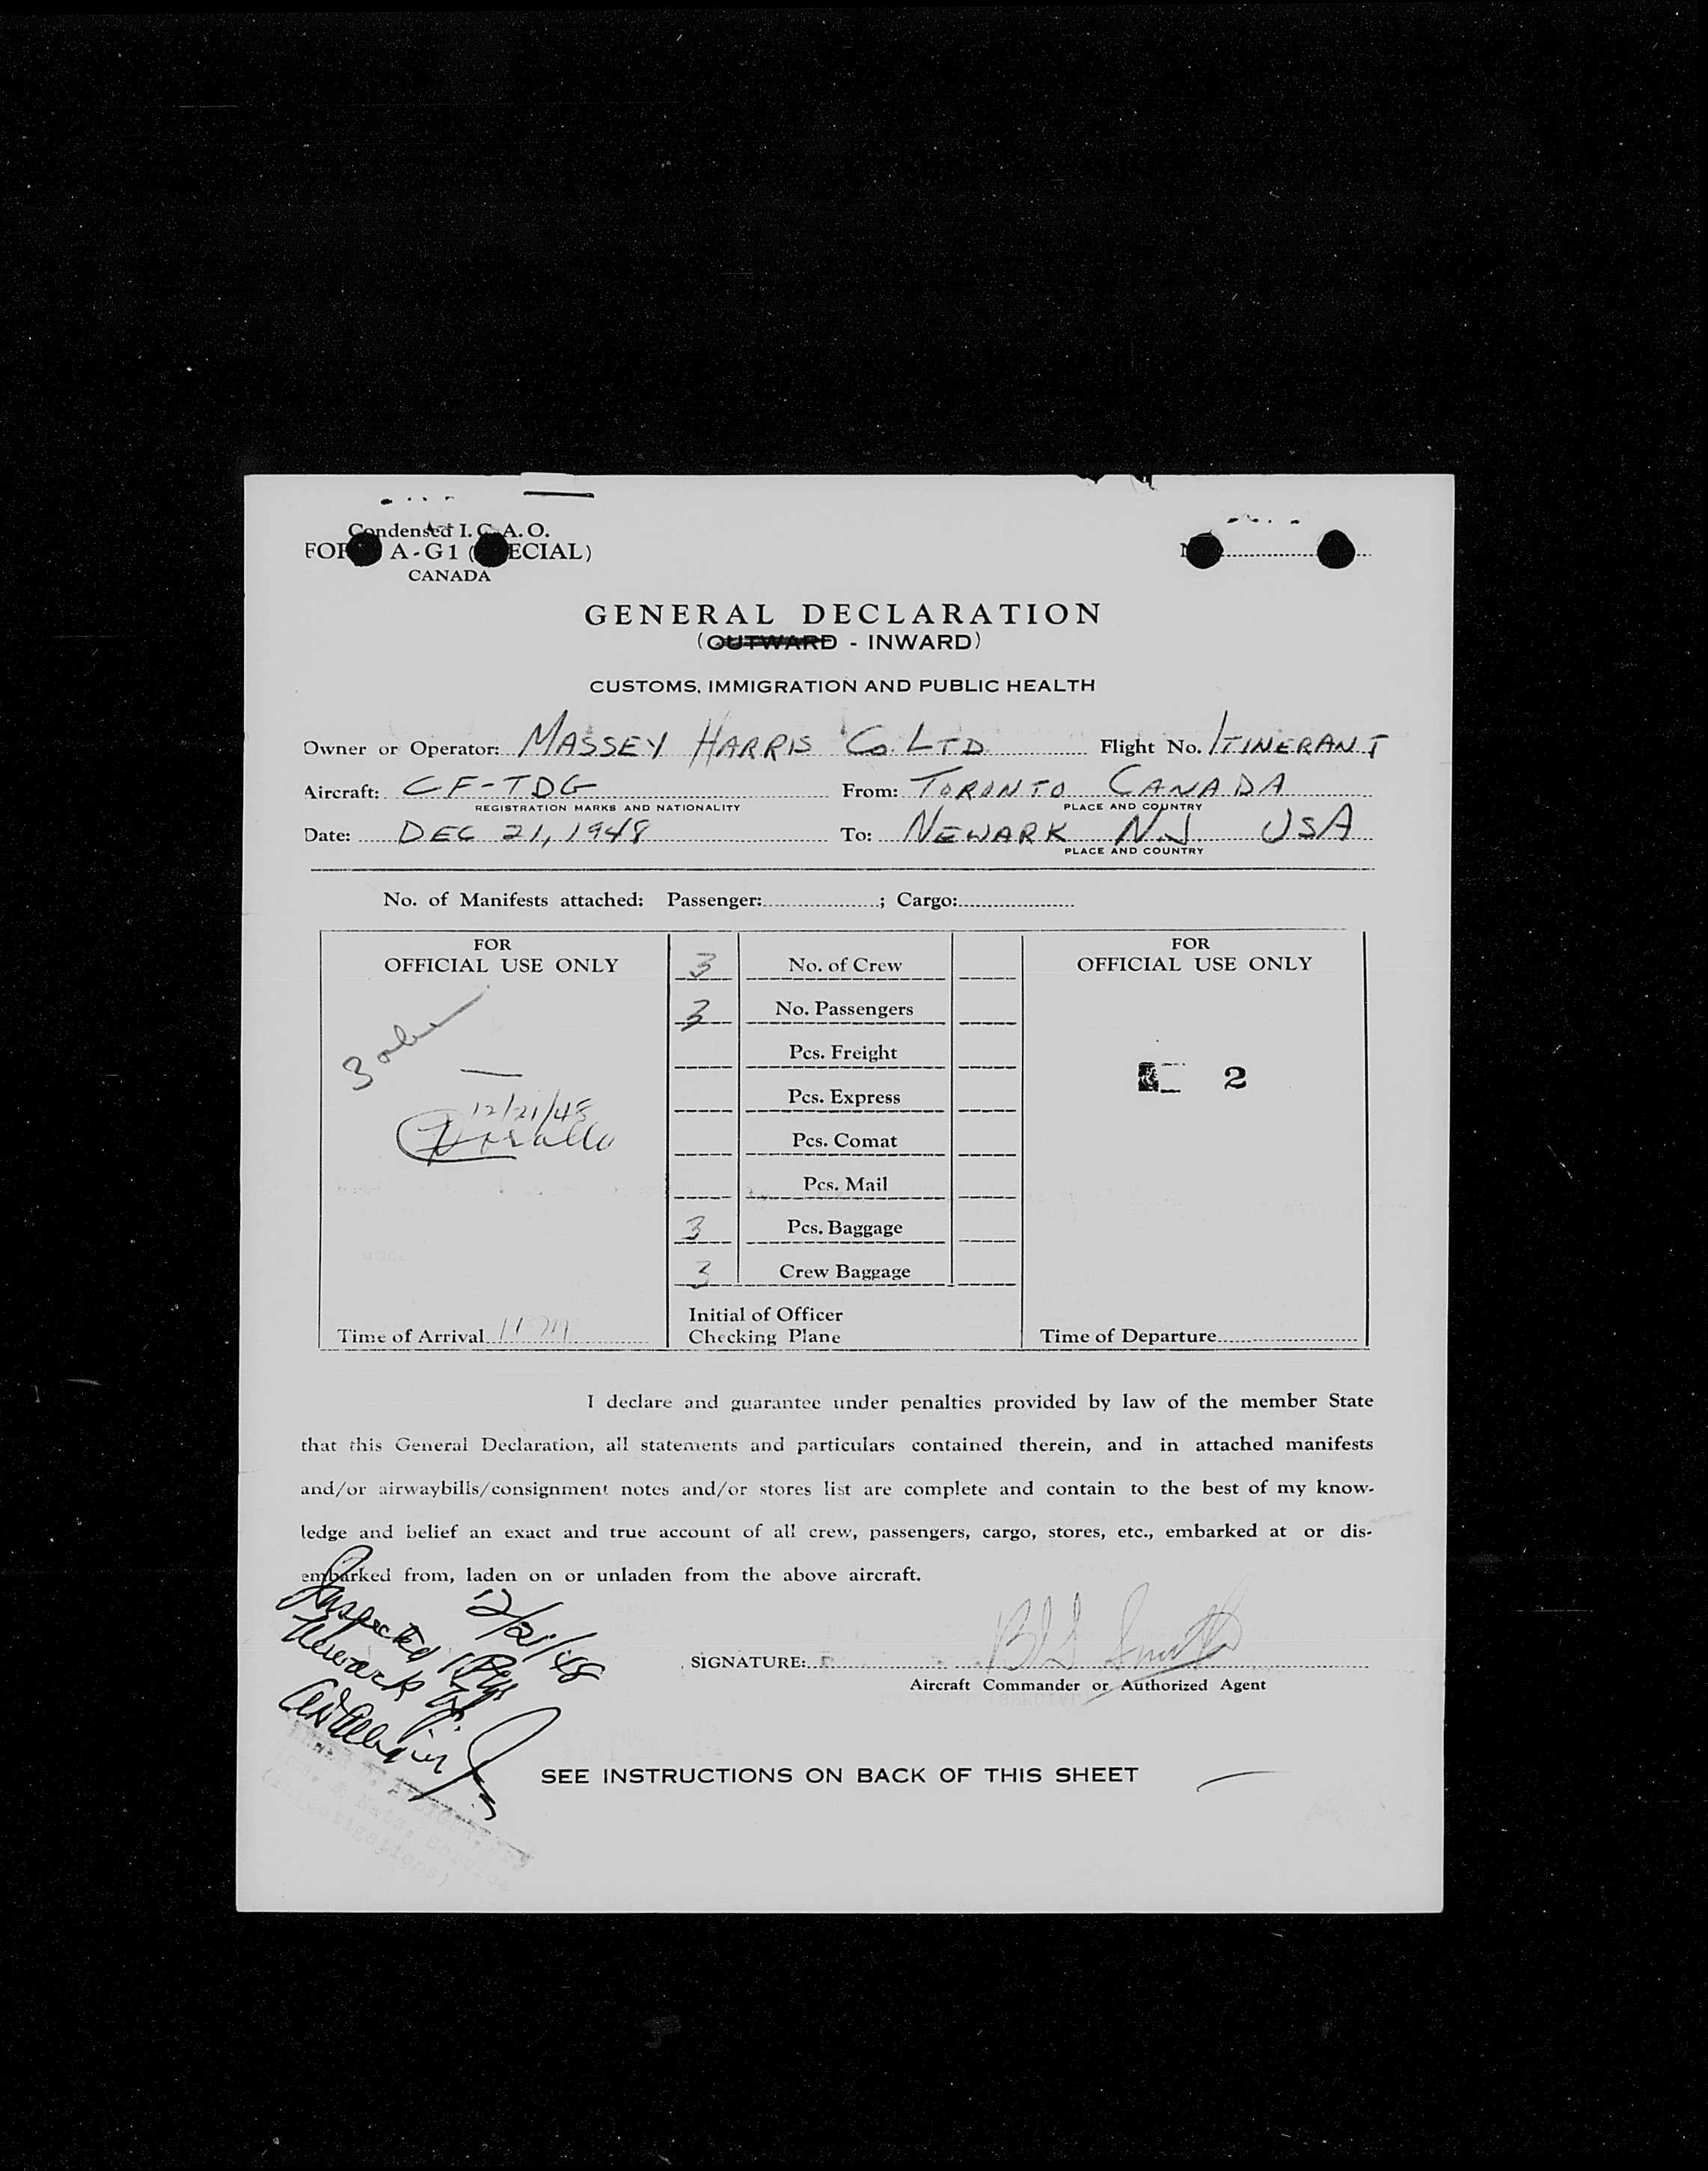 Condensed I.C.A.O.
A-G1 ( ECIAL)
CANADA
GENERAL DECLARATION
(OUTWARD - INWARD)
CUSTOMS, IMMIGRATION AND PUBLIC HEALTH
Owner or Operator: MASSEY HARRIS Co LTD Flight No. ITINERANT
Aircraft: CF-TDG From: TORONTO CANADA
REGISTRATION MARKS AND NATIONALITY PLACE AND COUNTRY
Date: DEC 21, 1948 To: NEWARK N.J USA
PLACE AND COUNTRY
No. of Manifests attached: Passenger: ; Cargo:
FOR
OFFICIAL USE ONLY
3
12/21/48
Time of Arrival
3 No. of Crew
3 No. Passengers
Pcs. Freight
Pcs. Express
Pcs. Comat
Pcs. Mail
3 Pcs. Baggage
3 Crew Baggage
Initial of Officer
Checking Plane
FOR
OFFICIAL USE ONLY
2
Time of Departure
I declare and guarantee under penalties provided by law of the member State
that this General Declaration, all statements and particulars contained therein, and in attached manifests
and/or airwaybills/consignment notes and/or stores list are complete and contain to the best of my know-
ledge and belief an exact and true account of all crew, passengers, cargo, stores, etc., embarked at or dis-
embarked from, laden on or unladen from the above aircraft.
Inspected 12/21/48
Newark
SIGNATURE: Smith
Aircraft Commander or Authorized Agent
SEE INSTRUCTIONS ON BACK OF THIS SHEET